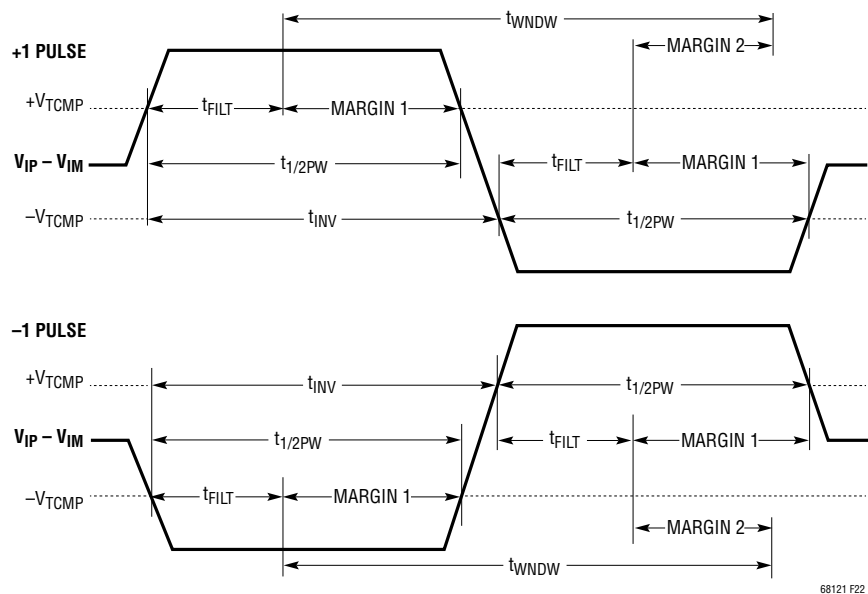 tWNDW
+1 PULSE
MARGIN 2
+VTCMP
tFILT
MARGIN 1
VIP – VIM
t1/2PW
tFILT
MARGIN 1
–VTCMP
tINV
t1/2PW
–1 PULSE
+VTCMP
tINV
t1/2PW
VIP – VIM
t1/2PW
tFILT
MARGIN 1
–VTCMP
tFILT
MARGIN 1
MARGIN 2
tWNDW
68121 F22